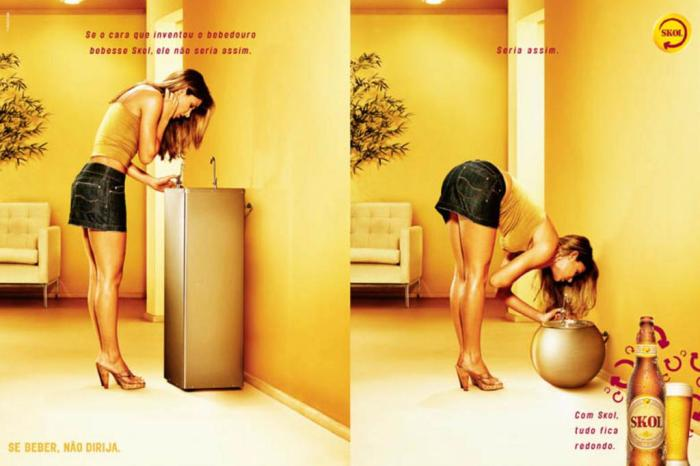 Se o cara que inventou o bebedouro
bebesse Skol, ele não seria assim.
Seria assim.
SKOL
Com Skol,
tudo fica
redondo.
SKOL
SE BEBER, NÃO DIRIJA.